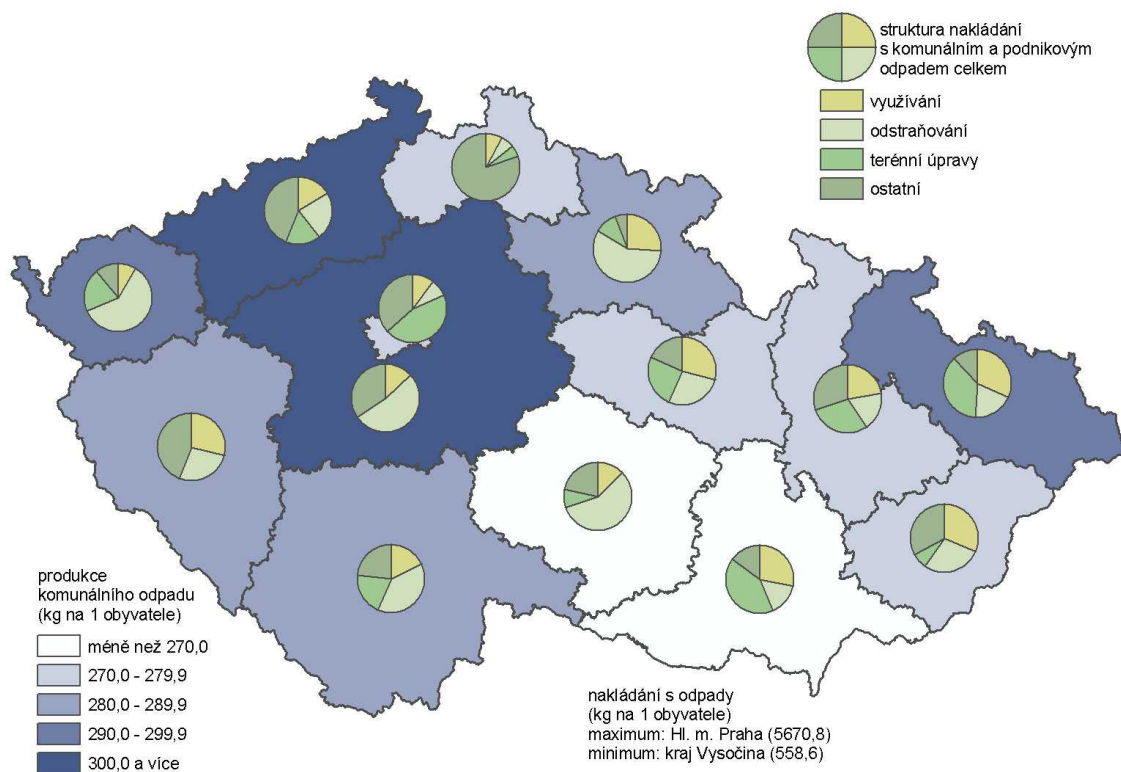 struktura nakládání
s komunálním a podnikovým
odpadem celkem
využívání
odstraňování
terénní úpravy
ostatní
produkce
komunálního odpadu
(kg na 1 obyvatele)
méně než 270,0
270,0 - 279,9
280,0 - 289,9
290,0 - 299,9
300,0 a více
nakládání s odpady
(kg na 1 obyvatele)
maximum: Hl. m. Praha (5670,8)
minimum: kraj Vysočina (558,6)